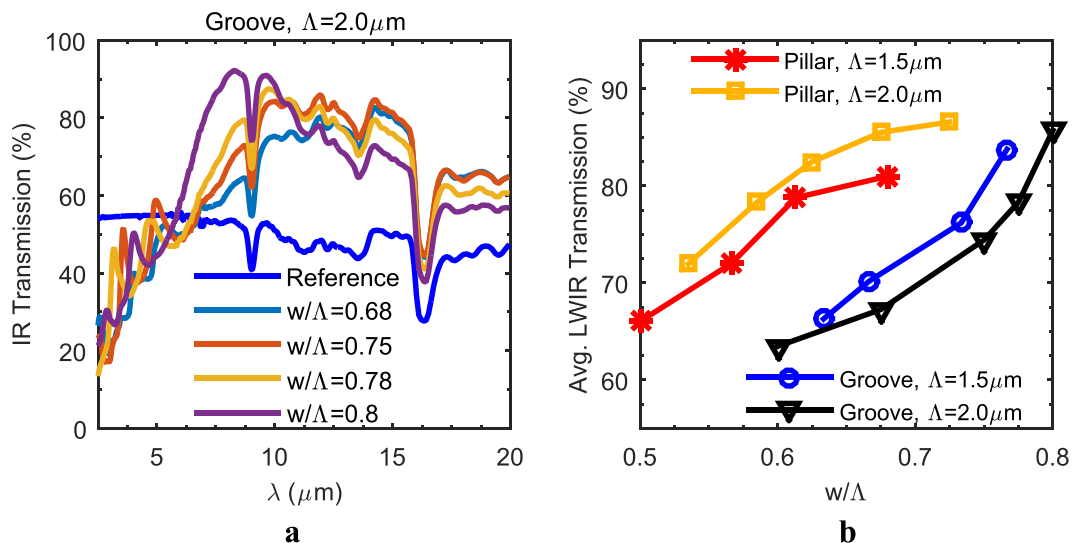 Groove, Λ=2.0μm
IR Transmission (%)
100
80
60
40
20
0
Reference
w/Λ=0.68
w/Λ=0.75
w/Λ=0.78
w/Λ=0.8
5
10
15
20
λ (μm)
a
Avg. LWIR Transmission (%)
90
80
70
60
Pillar, Λ=1.5μm
Pillar, Λ=2.0μm
Groove, Λ=1.5μm
Groove, Λ=2.0μm
0.5
0.6
0.7
0.8
w/Λ
b